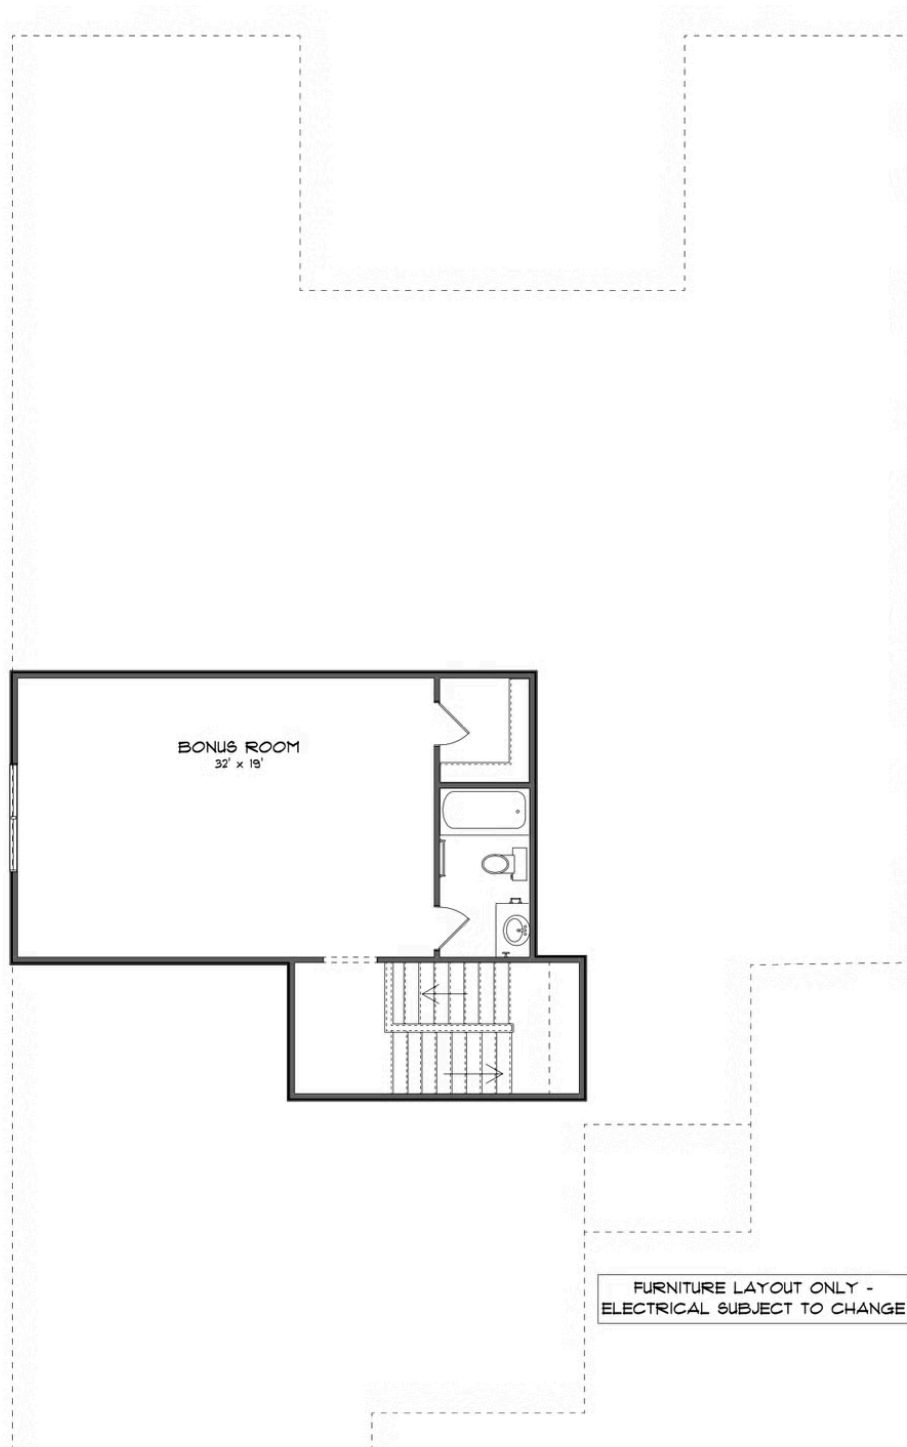 BONUS ROOM
32' x 19'
FURNITURE LAYOUT ONLY -
ELECTRICAL SUBJECT TO CHANGE